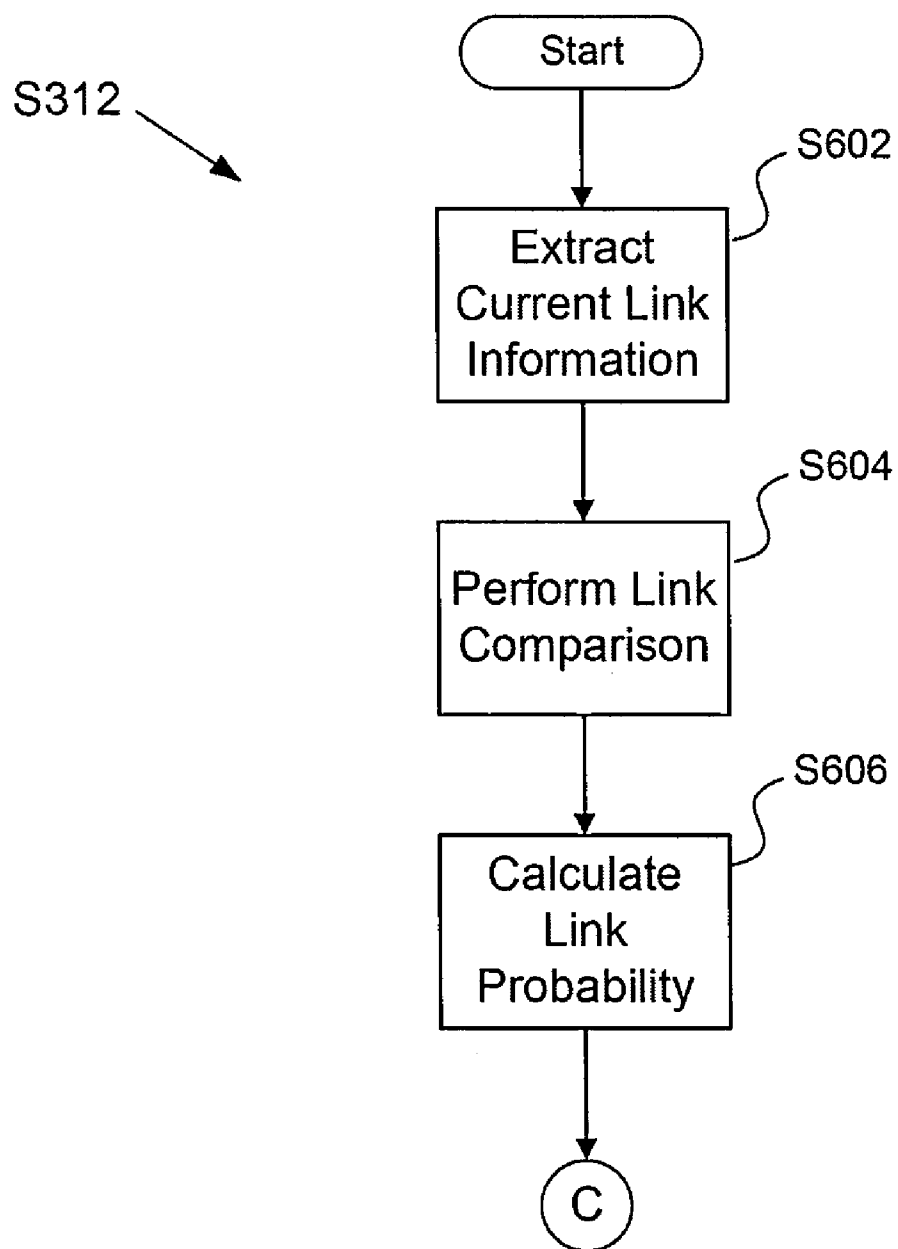 Start
S312
S602
Extract
Current Link
Information
S604
Perform Link
Comparison
S606
Calculate
Link
Probability
C